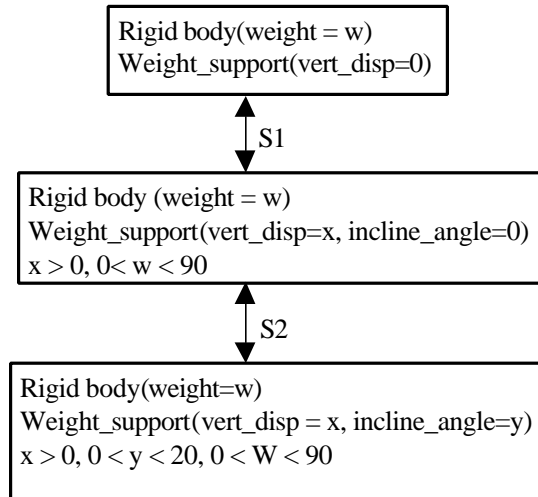 Rigid body(weight = w)
Weight_support(vert_disp=0)
S1
Rigid body (weight = w)
Weight_support(vert_disp=x, incline_angle=0)
x > 0, 0< w < 90
S2
Rigid body(weight=w)
Weight_support(vert_disp = x, incline_angle=y)
x > 0, 0 < y < 20, 0 < W < 90